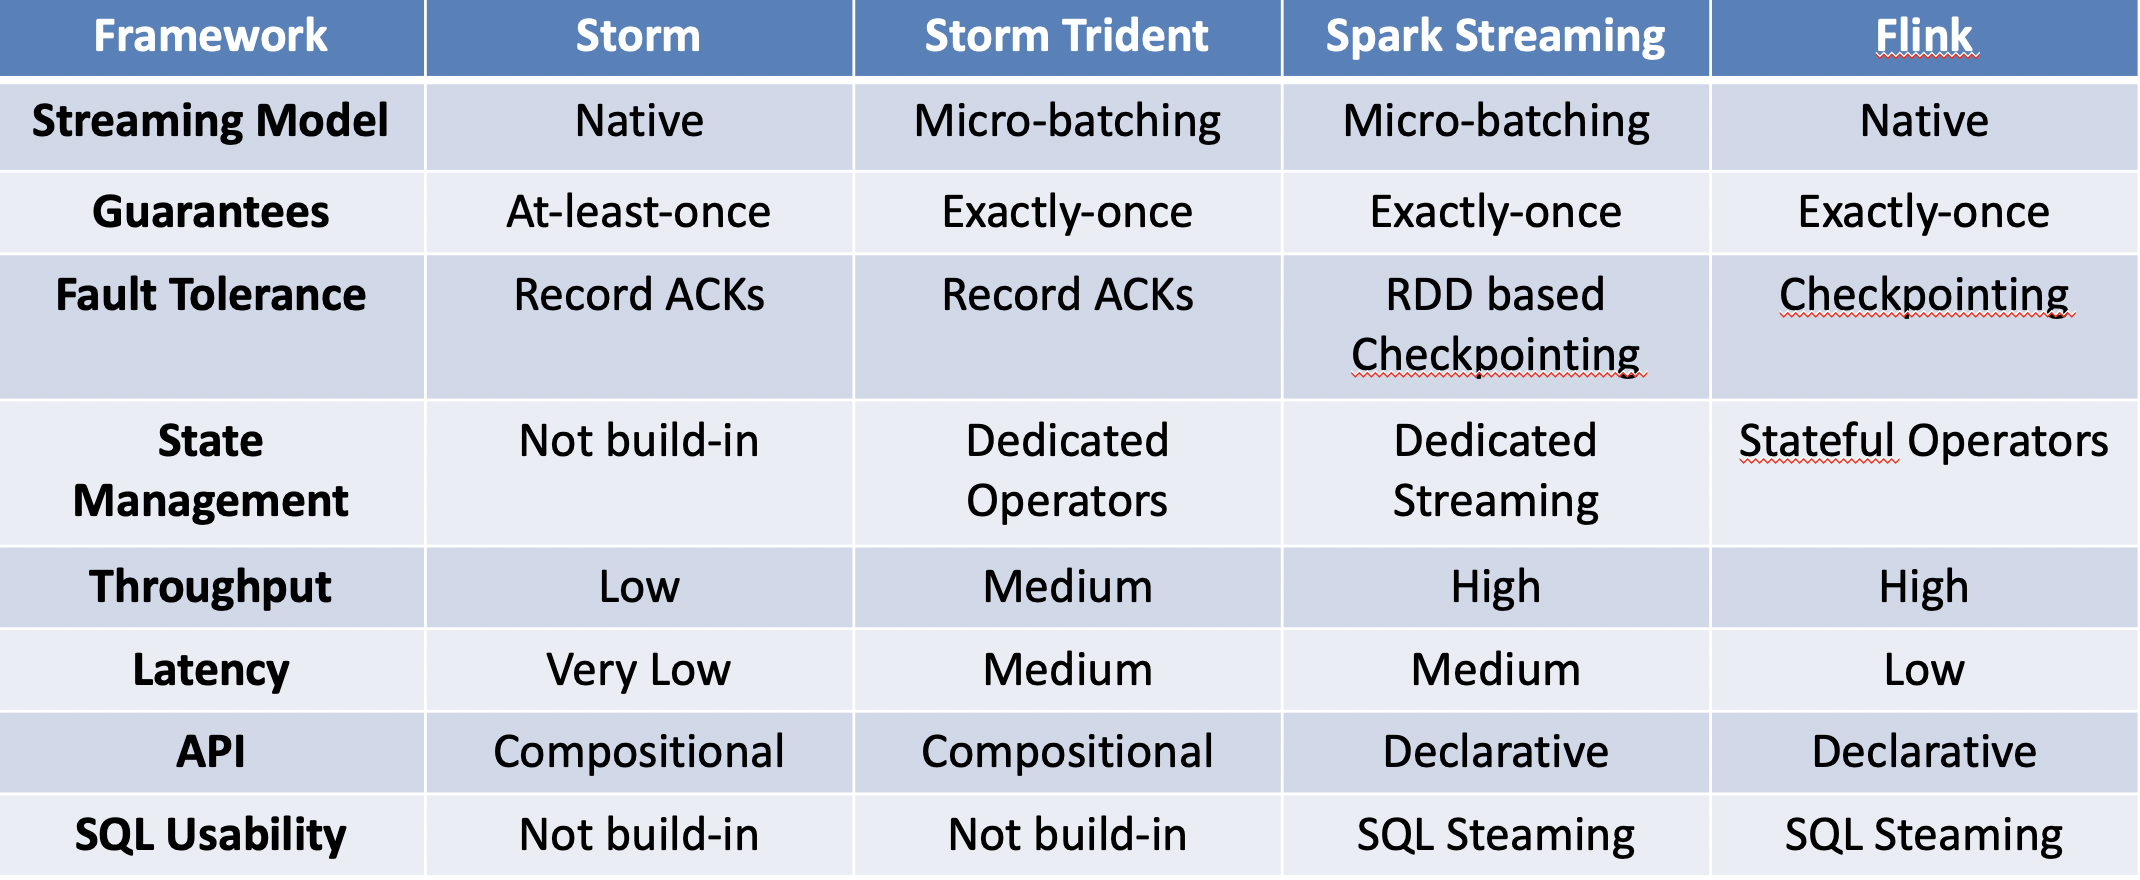 Framework Storm Storm Trident Spark Streaming Flink
Streaming Model Native Micro-batching Micro-batching Native
Guarantees At-least-once Exactly-once Exactly-once Exactly-once
Fault Tolerance Record ACKs Record ACKs RDD based Checkpointing
Checkpointing
State Not build-in Dedicated Dedicated Stateful Operators
Management Operators Streaming
Throughput Low Medium High High
Latency Very Low Medium Medium Low
API Compositional Compositional Declarative Declarative
SQL Usability Not build-in Not build-in SQL Steaming SQL Steaming